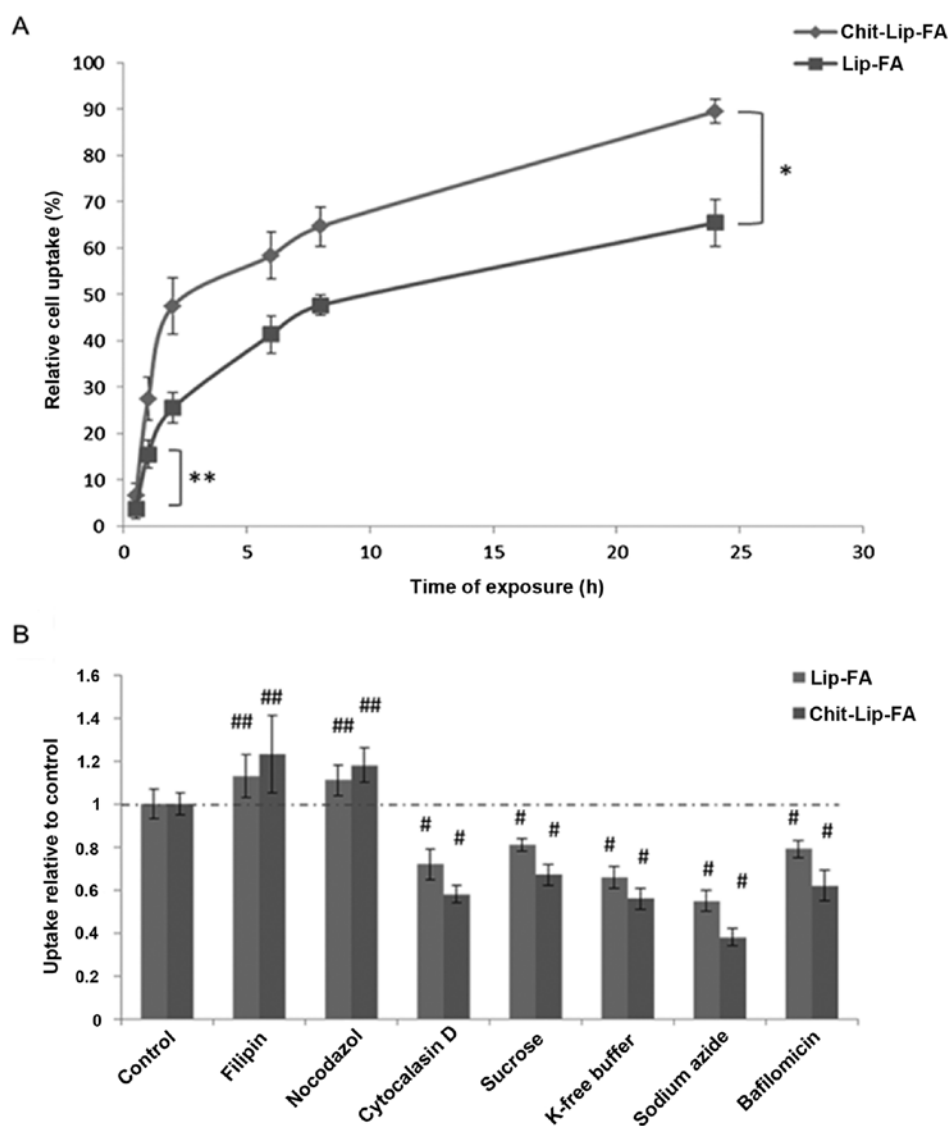 A
Chit-Lip-FA
Lip-FA
100
90
80
70
60
50
40
30
20
10
0
Relative cell uptake (%)
*
**
0 5 10 15 20 25 30
Time of exposure (h)
B
Lip-FA
Chit-Lip-FA
1.6
1.4
1.2
1
0.8
0.6
0.4
0.2
0
Uptake relative to control
## ## ## ## # # # # # # # # # #
Control Filipin Nocodazol Cytocalasin D Sucrose K-free buffer Sodium azide Bafilomicin